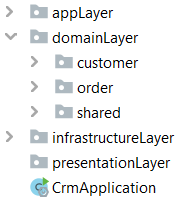 appLayer
domainLayer
customer
order
shared
infrastructureLayer
presentationLayer
CrmApplication